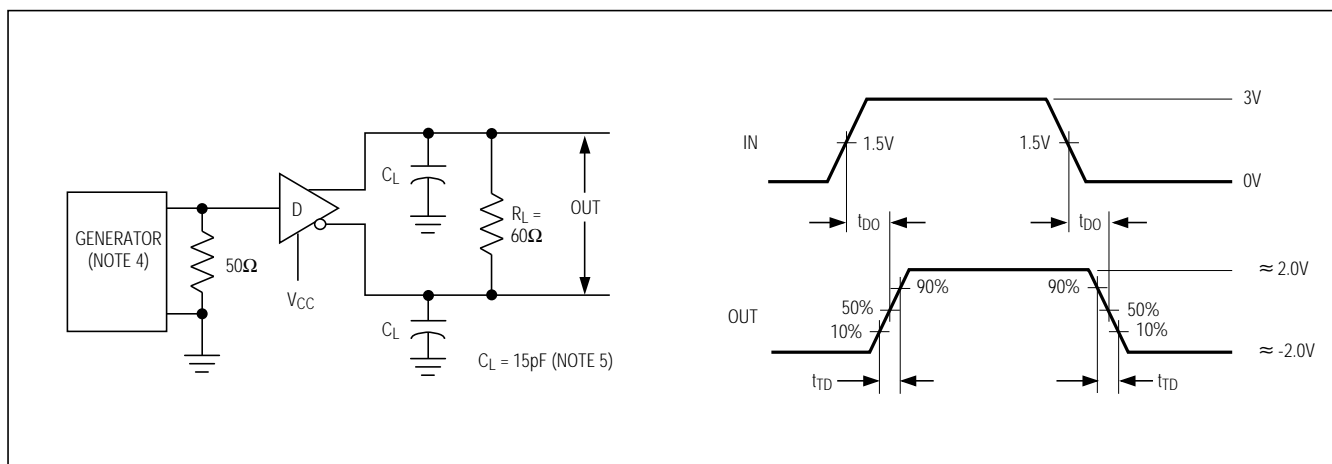 GENERATOR
(NOTE 4)
50Ω
D
VCC
CL
CL
RL =
60Ω
OUT
CL = 15pF (NOTE 5)
IN
1.5V
1.5V
3V
0V
tDO
tDO
OUT
90%
50%
10%
90%
50%
10%
≈ 2.0V
≈ -2.0V
tTD
tTD